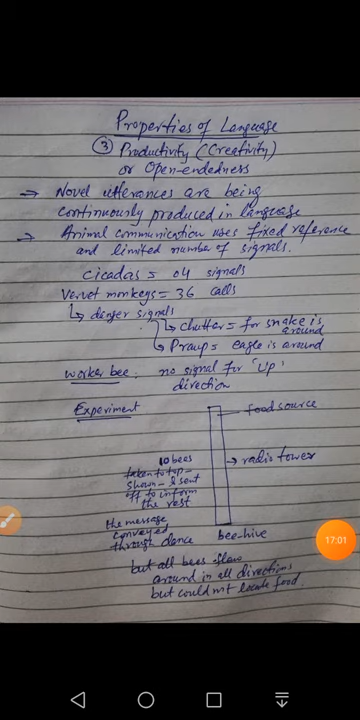 Properties of Language
③ Productivity (Creativity)
or Open-endedness
→ Novel utterances are being
continuously produced in language
→ Animal communication uses fixed reference
and limited number of signals.
Cicadas = 04 signals
Vervet monkeys = 36 calls
↳ danger signals
↳ Chutter = for snake is
around
↳ Praup = eagle is around
Worker bee: no signal for 'Up'
direction
Experiment
food source
10 bees
taken to top –
shown – & sent
off to inform
the rest
→ radio tower
the message
conveyed
through dance
bee-hive
but all bees flew
around in all directions
but could not locate food.
17:01